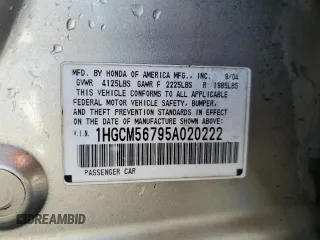 MFD. BY HONDA OF AMERICA MFG., INC. 9/04
GVWR 4125LBS GAWR F 2225LBS R 1985LBS
THIS VEHICLE CONFORMS TO ALL APPLICABLE
FEDERAL MOTOR VEHICLE SAFETY, BUMPER,
AND THEFT PREVENTION STANDARDS IN EFFECT
ON THE DATE OF MANUFACTURE SHOWN ABOVE.
V.I.N. 1HGCM56795A020222
PASSENGER CAR
DREAMBID